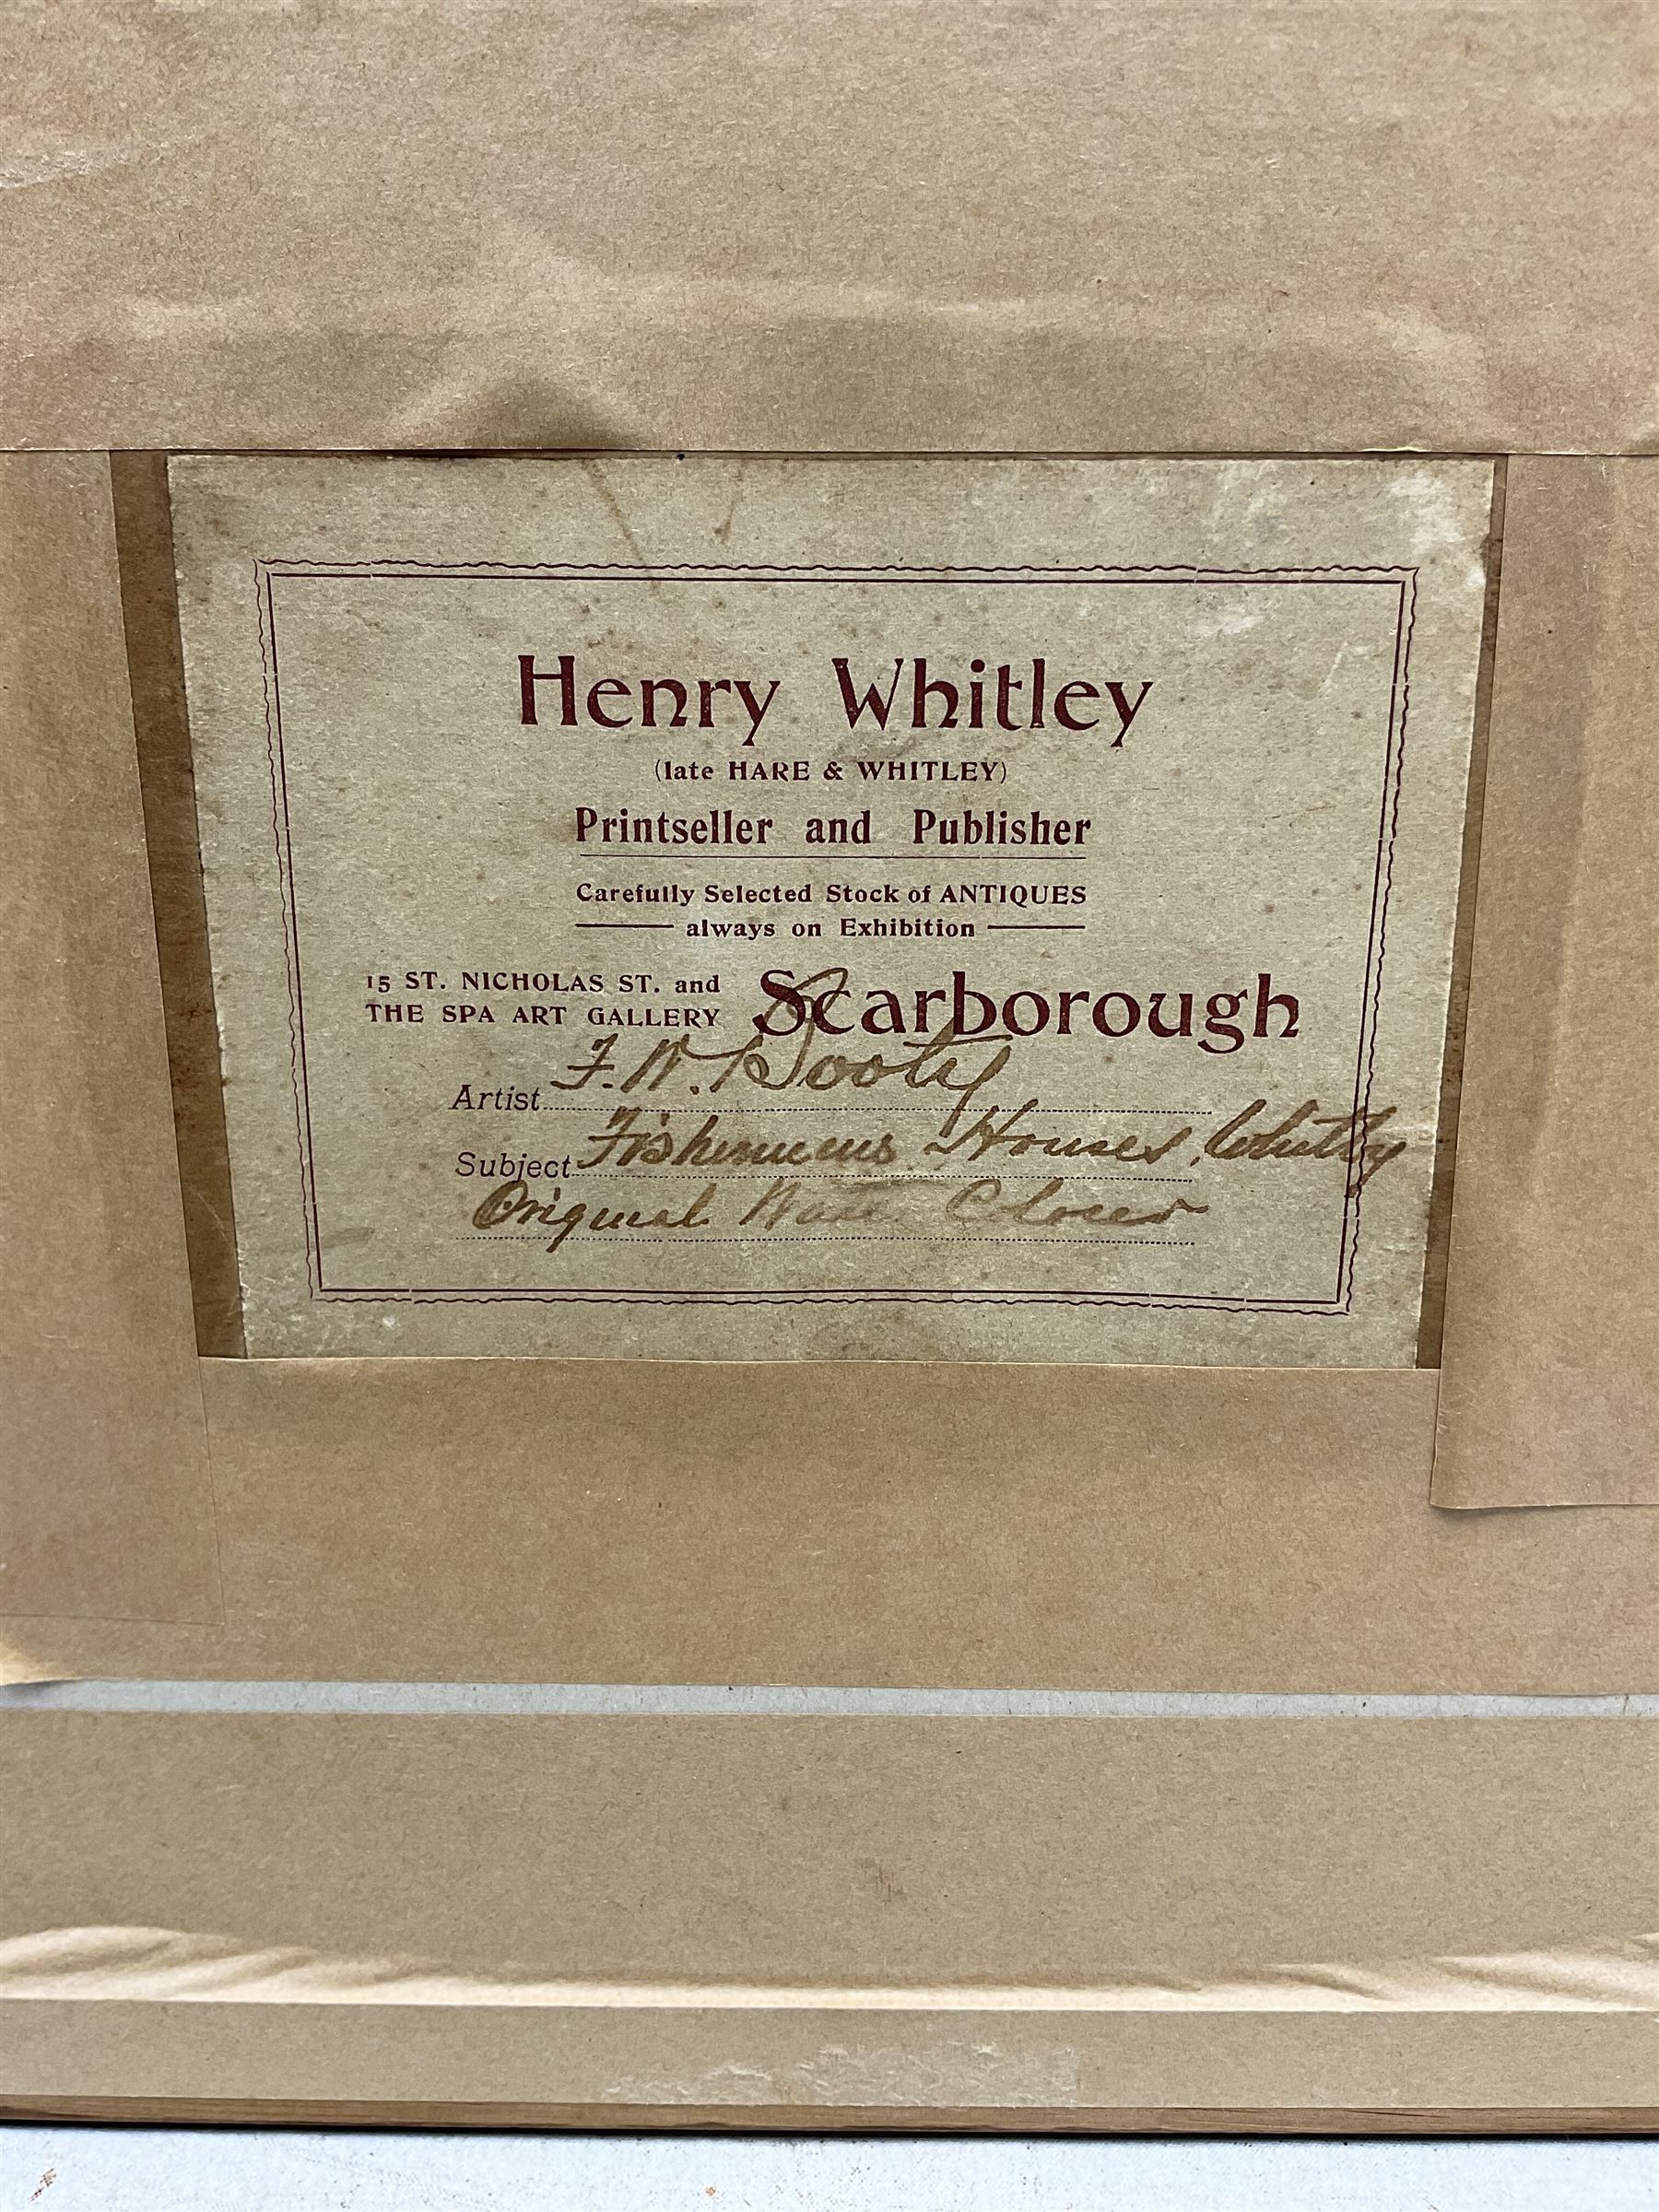 Henry Whitley
(late HARE & WHITLEY)
Printseller and Publisher
Carefully Selected Stock of ANTIQUES
always on Exhibition
15 ST. NICHOLAS ST. and
THE SPA ART GALLERY
Scarborough
Artist F. W. Booty
Subject Fishermens Houses, Whitby
Original Colour